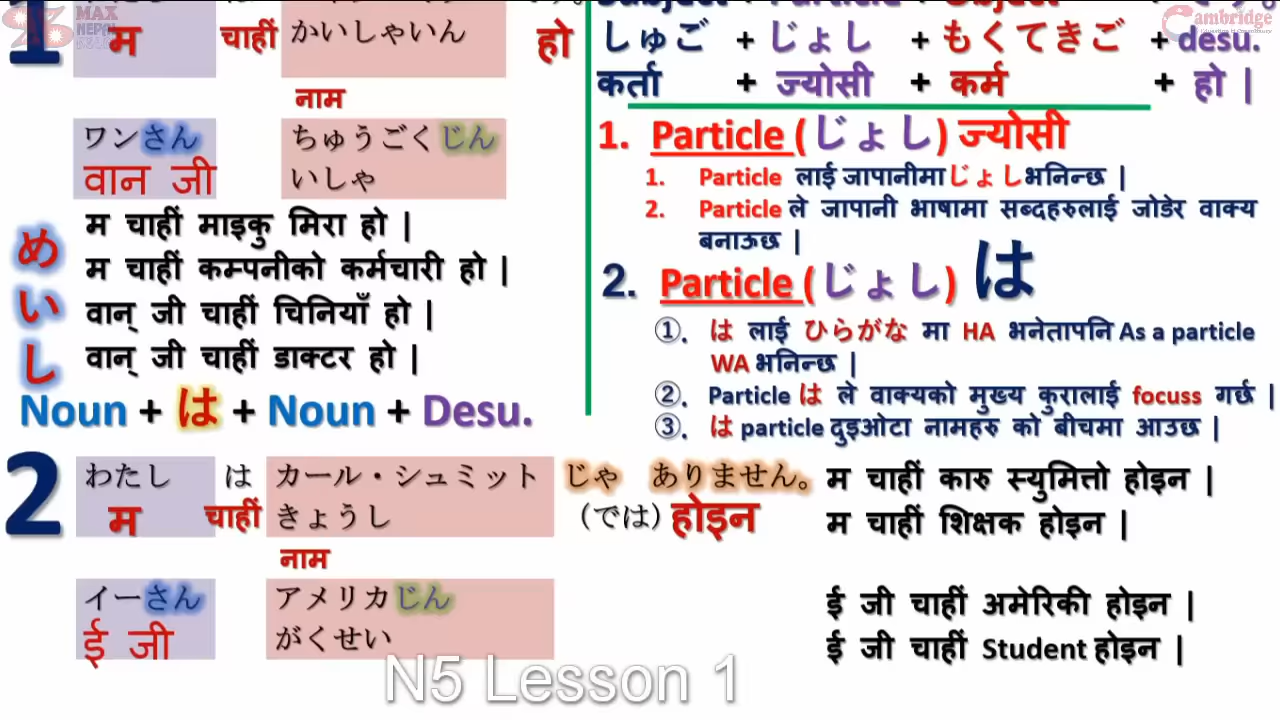 MAX
NEPAL
1
म चाहीं かいしゃいん हो
नाम
ワンさん ちゅうごくじん
वान जी いしゃ
めいし
म चाहीं माइकु मिरा हो |
म चाहीं कम्पनीको कर्मचारी हो |
वान् जी चाहीं चिनियाँ हो |
वान् जी चाहीं डाक्टर हो |
Noun + は + Noun + Desu.
Cambridge
しゅご + じょし + もくてきご + desu.
कर्ता + ज्योसी + कर्म + हो |
1. Particle (じょし) ज्योसी
1. Particle लाई जापानीमा じょし भनिन्छ |
2. Particle ले जापानी भाषामा सब्दहरुलाई जोडेर वाक्य
बनाऊछ |
2. Particle (じょし) は
①. は लाई ひらがな मा HA भनेतापनि As a particle
WA भनिन्छ |
②. Particle は ले वाक्यको मुख्य कुरालाई focuss गर्छ |
③. は particle दुइओटा नामहरु को बीचमा आउछ |
2
わたし は カール・シュミット じゃ ありません。 म चाहीं कारु स्युमित्तो होइन |
म चाहीं きょうし (では) होइन म चाहीं शिक्षक होइन |
नाम
イーさん アメリカじん ई जी चाहीं अमेरिकी होइन |
ई जी がくせい ई जी चाहीं Student होइन |
N5 Lesson 1